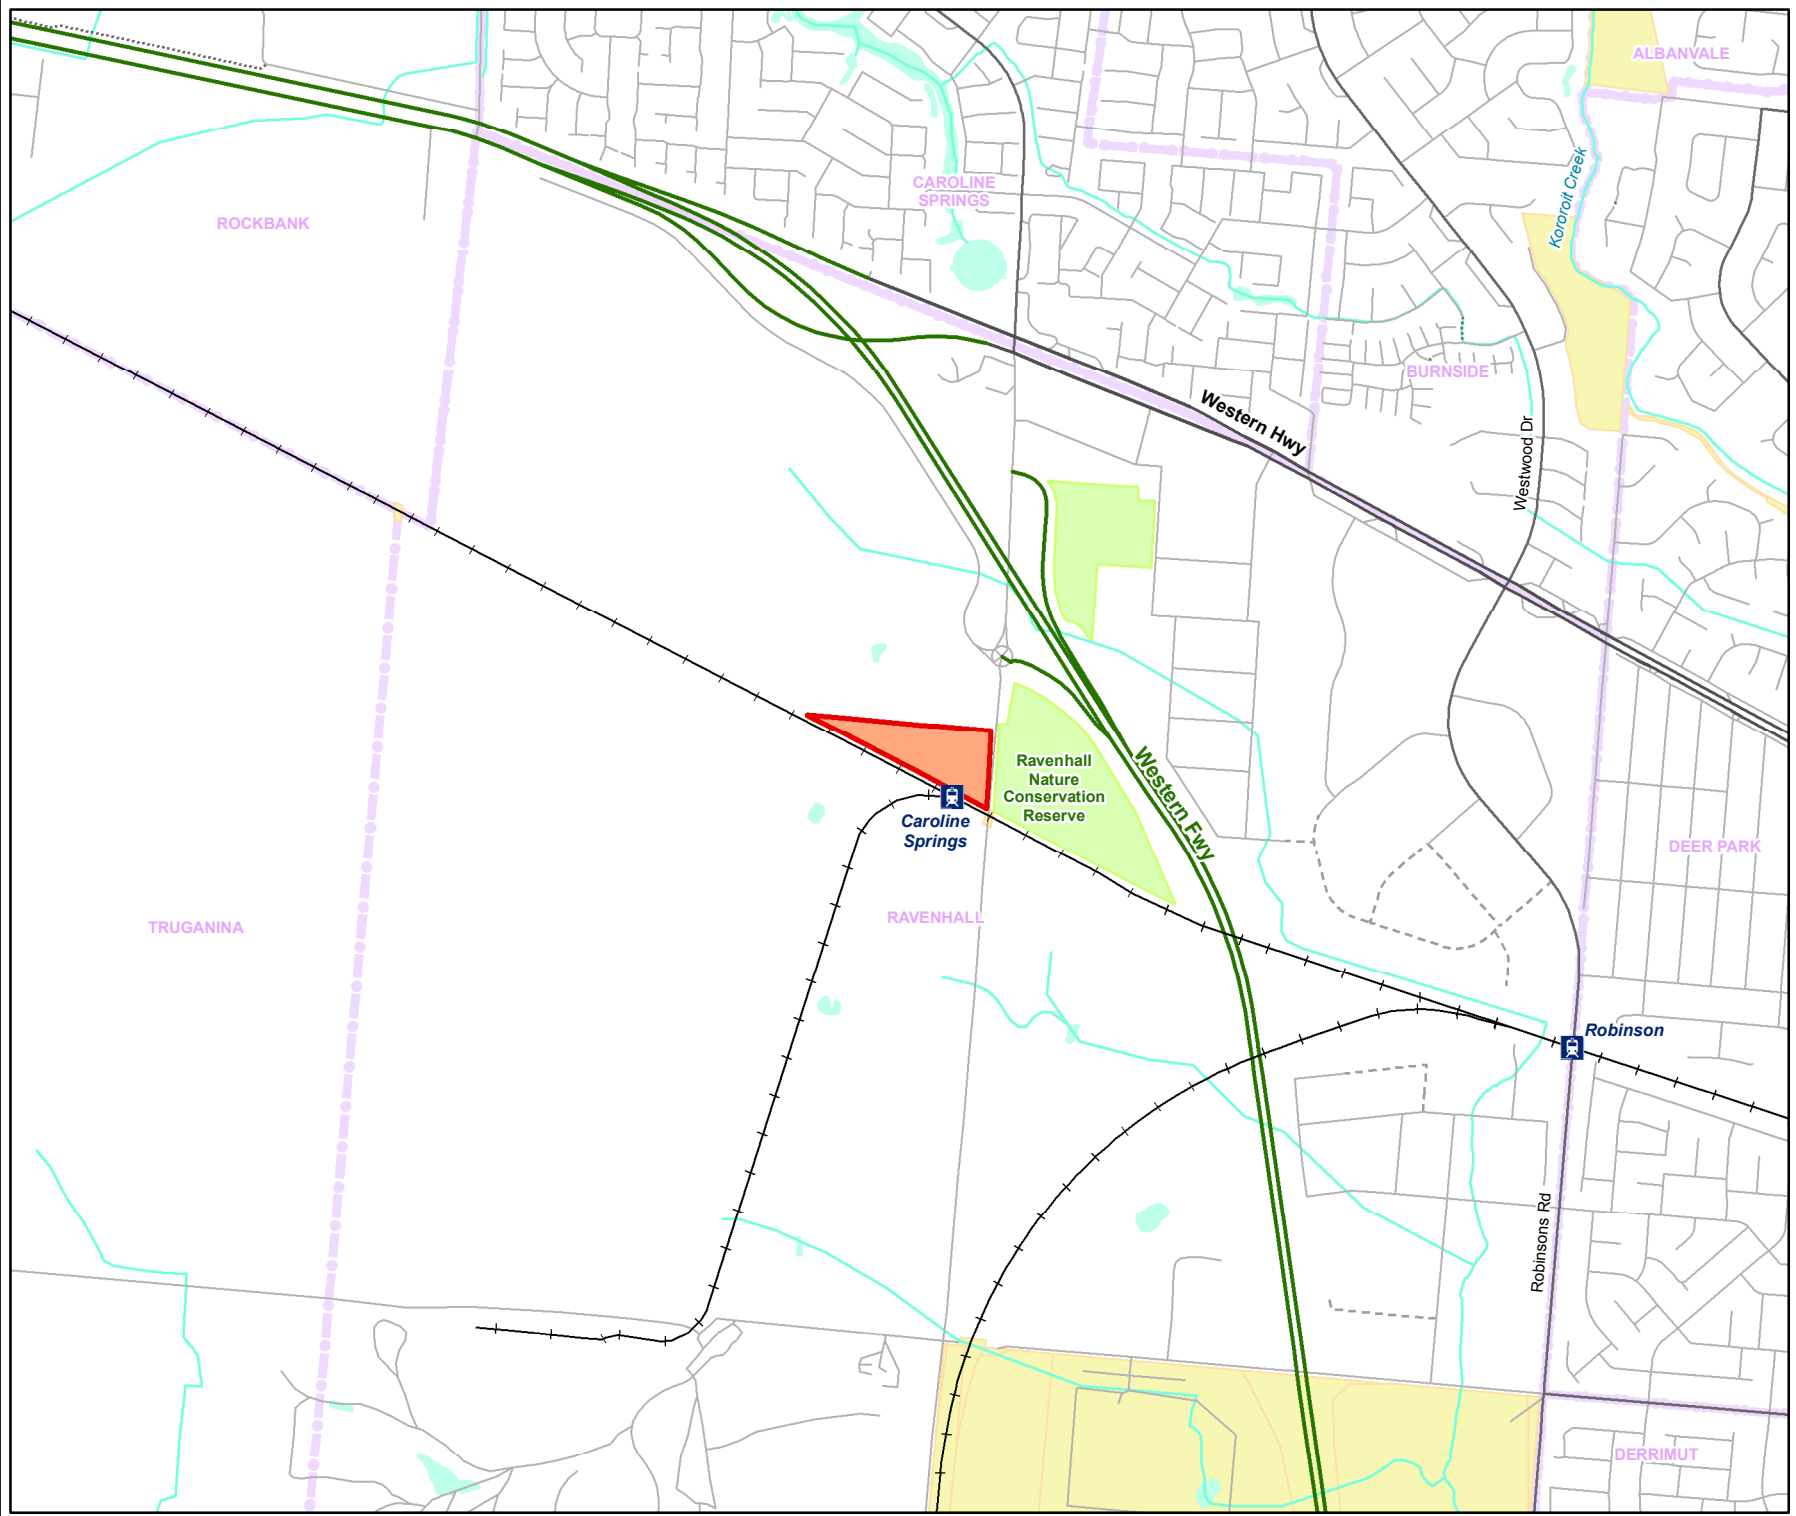 ALBANVALE
Kororoit Creek
CAROLINE
SPRINGS
ROCKBANK
BURNSIDE
Western Hwy
Westwood Dr
Ravenhall
Nature
Conservation
Reserve
Western Fwy
Caroline
Springs
DEER PARK
RAVENHALL
TRUGANINA
Robinson
Robinsons Rd
DERRIMUT